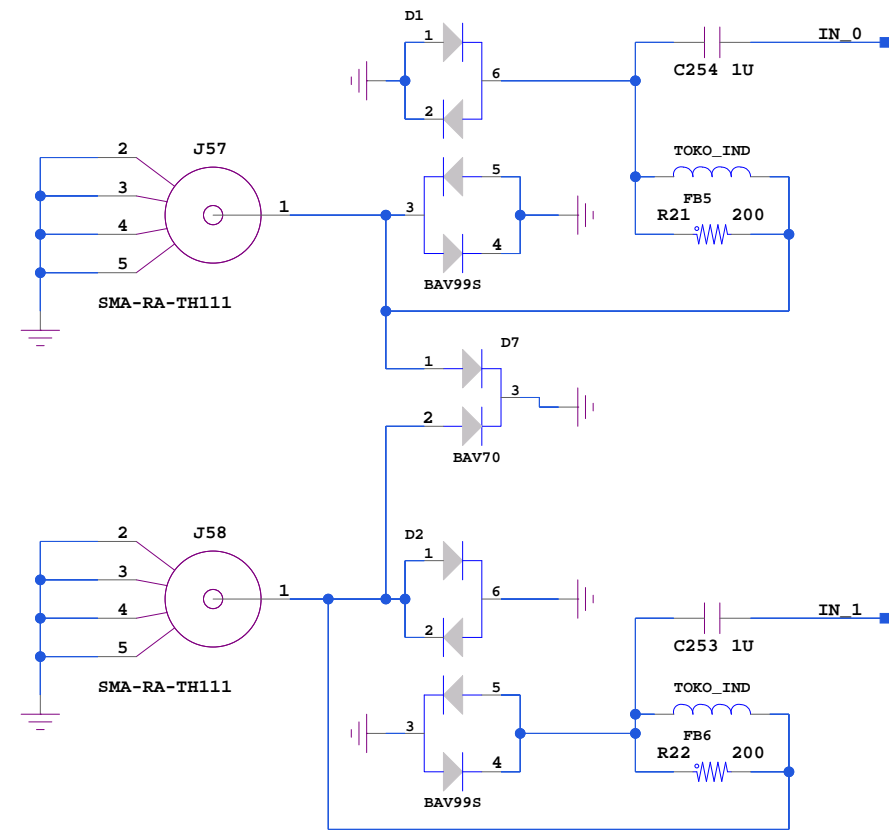 D1
1
6
2
IN_0
C254 1U
TOKO_IND
FB5
R21 200
J57
2
3
4
5
1
SMA-RA-TH111
3
5
4
BAV99S
D7
1
3
2
BAV70
J58
2
3
4
5
1
SMA-RA-TH111
D2
1
6
2
IN_1
C253 1U
TOKO_IND
FB6
R22 200
3
5
4
BAV99S